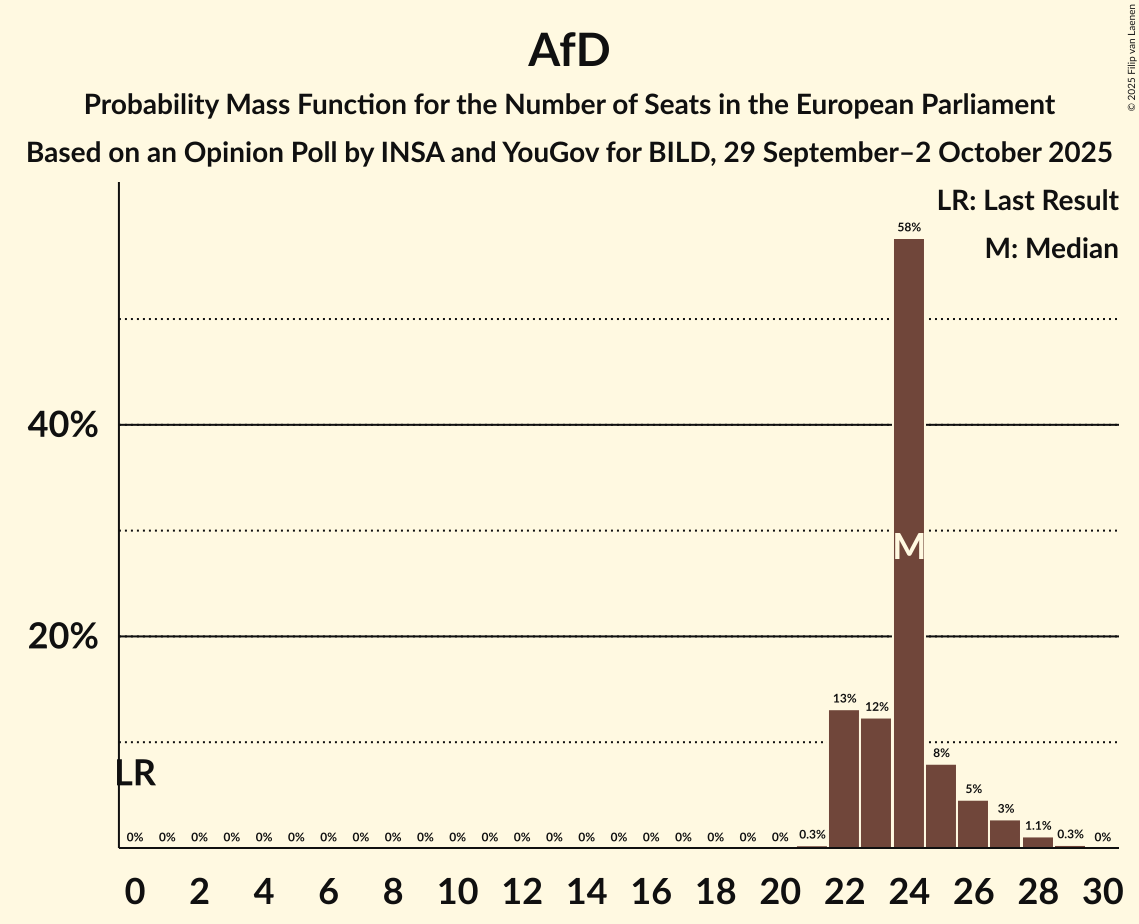 AfD
Probability Mass Function for the Number of Seats in the European Parliament
Based on an Opinion Poll by INSA and YouGov for BILD, 29 September–2 October 2025
© 2025 Filip van Laenen
LR: Last Result
M: Median
58%
40%
M
20%
13%
12%
8%
LR
5%
3%
1.1%
0% 0% 0% 0% 0% 0% 0% 0% 0% 0% 0% 0% 0% 0% 0% 0% 0% 0% 0% 0% 0% 0.3% 0.3% 0%
0 2 4 6 8 10 12 14 16 18 20 22 24 26 28 30